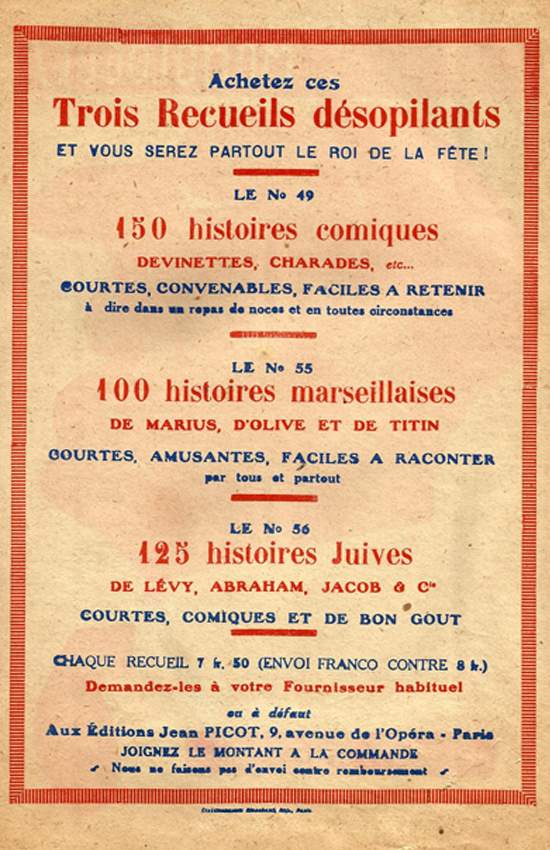 Achetez ces
Trois Recueils désopilants
ET VOUS SEREZ PARTOUT LE ROI DE LA FÊTE !
LE No 49
150 histoires comiques
DEVINETTES, CHARADES, etc...
COURTES, CONVENABLES, FACILES A RETENIR
à dire dans un repas de noces et en toutes circonstances
LE No 55
100 histoires marseillaises
DE MARIUS, D'OLIVE ET DE TITIN
COURTES, AMUSANTES, FACILES A RACONTER
par tous et partout
LE No 56
125 histoires Juives
DE LÉVY, ABRAHAM, JACOB & Cie
COURTES, COMIQUES ET DE BON GOUT
CHAQUE RECUEIL 7 fr. 50 (ENVOI FRANCO CONTRE 8 fr.)
Demandez-les à votre Fournisseur habituel
ou à défaut
Aux Éditions Jean PICOT, 9, avenue de l'Opéra - Paris
JOIGNEZ LE MONTANT A LA COMMANDE
Nous ne faisons pas d'envoi contre remboursement
Imp., Paris